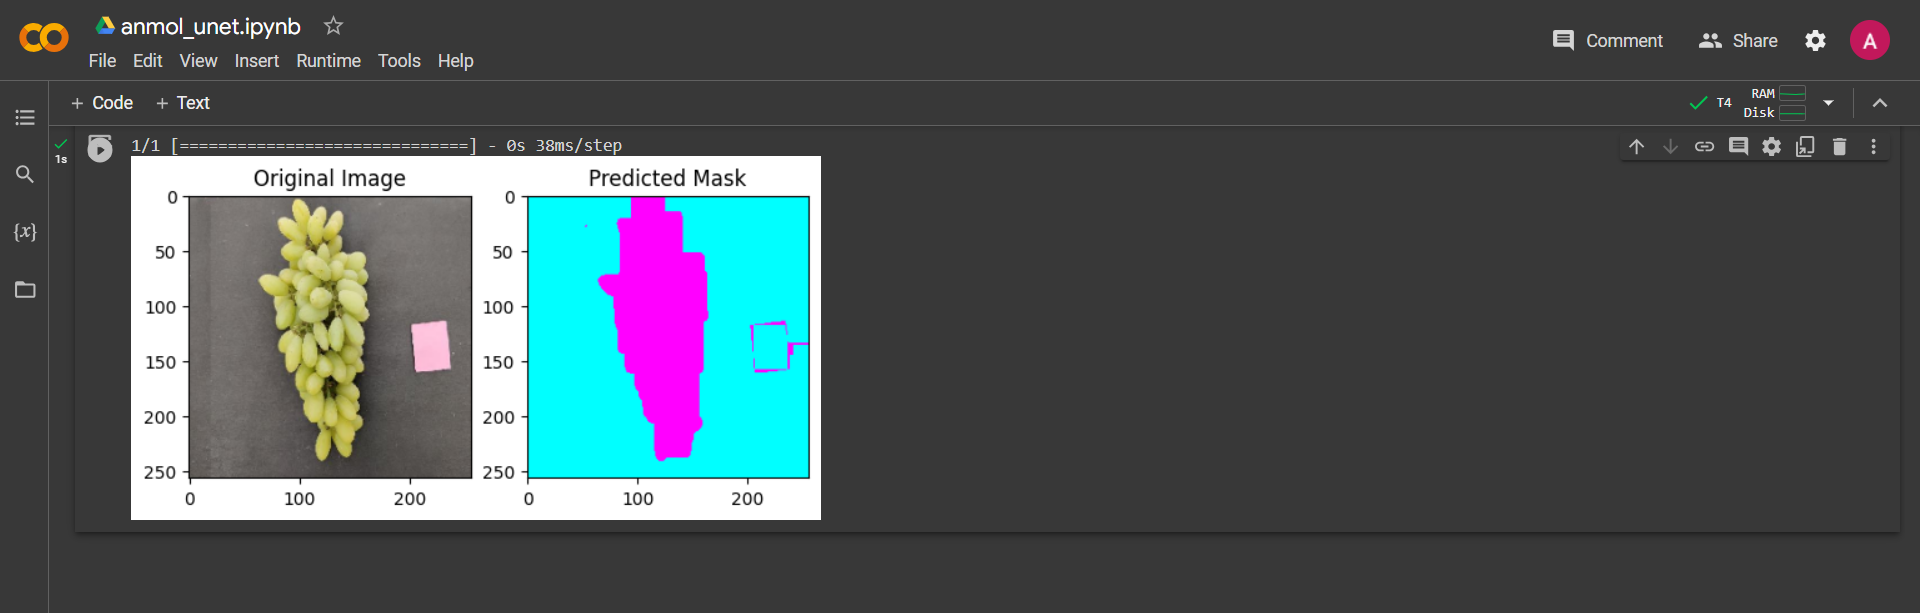 anmol_unet.ipynb
File Edit View Insert Runtime Tools Help
Comment Share A
+ Code + Text
T4 RAM
Disk
{x}
1s
1/1 [==============================] - 0s 38ms/step
Original Image Predicted Mask
0 0
50 50
100 100
150 150
200 200
250 250
0 100 200 0 100 200